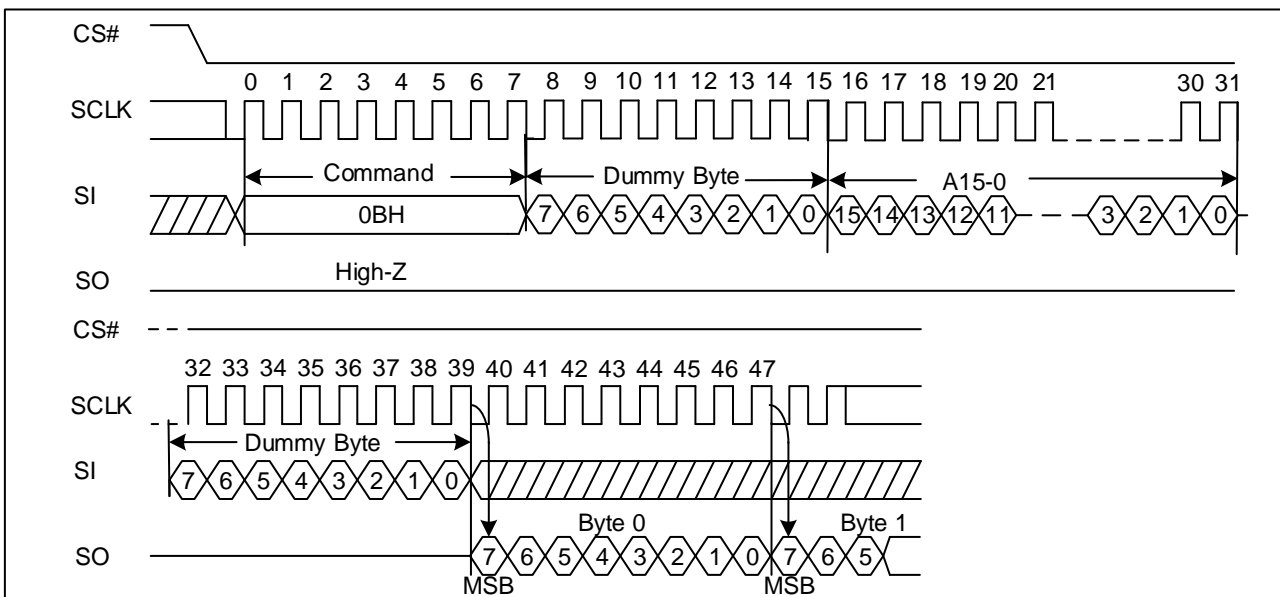 CS#
0 1 2 3 4 5 6 7 8 9 10 11 12 13 14 15 16 17 18 19 20 21 30 31
SCLK
Command Dummy Byte A15-0
SI
0BH 7 6 5 4 3 2 1 0 15 14 13 12 11 3 2 1 0
High-Z
SO
CS#
32 33 34 35 36 37 38 39 40 41 42 43 44 45 46 47
SCLK
Dummy Byte
SI
7 6 5 4 3 2 1 0
Byte 0 Byte 1
SO
7 6 5 4 3 2 1 0 7 6 5
MSB MSB